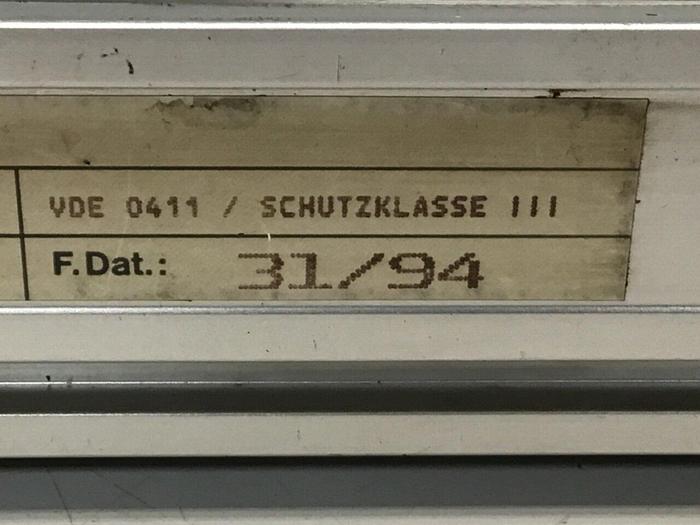 VDE 0411 / SCHUTZKLASSE III
F.Dat.: 31/94